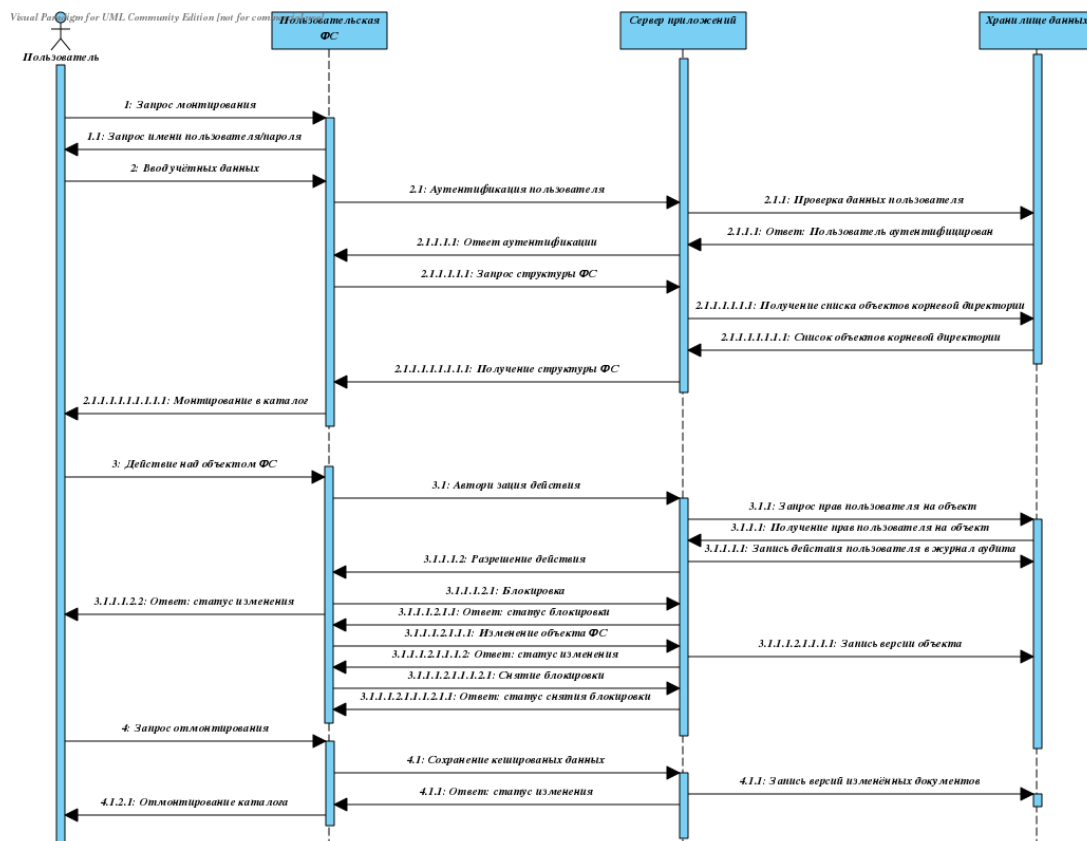 Visual Paradigm for UML Community Edition [not for comm
Пользовательская
ФС
Сервер приложений
Хранилище данных
Пользователь
1: Запрос монтирования
1.1: Запрос имени пользователя/пароля
2: Ввод учётных данных
2.1: Аутентификация пользователя
2.1.1: Проверка данных пользователя
2.1.1.1: Ответ: Пользователь аутентифицирован
2.1.1.1.1: Ответ аутентификации
2.1.1.1.1.1: Запрос структуры ФС
2.1.1.1.1.1.1: Получение списка объектов корневой директории
2.1.1.1.1.1.1.1: Список объектов корневой директории
2.1.1.1.1.1.1.1.1: Получение структуры ФС
2.1.1.1.1.1.1.1.1.1: Монтирование в каталог
3: Действие над объектом ФС
3.1: Автори зация действия
3.1.1: Запрос прав пользователя на объект
3.1.1.1: Получение прав пользователя на объект
3.1.1.1.1: Запись действия пользователя в журнал аудита
3.1.1.1.2: Разрешение действия
3.1.1.1.2.1: Блокировка
3.1.1.1.2.2: Ответ: статус изменения
3.1.1.1.2.1.1: Ответ: статус блокировки
3.1.1.1.2.1.1.1: Изменение объекта ФС
3.1.1.1.2.1.1.1.1: Запись версии объекта
3.1.1.1.2.1.1.1.2: Ответ: статус изменения
3.1.1.1.2.1.1.1.2.1: Снятие блокировки
3.1.1.1.2.1.1.1.2.1.1: Ответ: статус снятия блокировки
4: Запрос отмонтирования
4.1: Сохранение кешированых данных
4.1.1: Запись версий изменённых документов
4.1.1: Ответ: статус изменения
4.1.2.1: Отмонтирование каталога